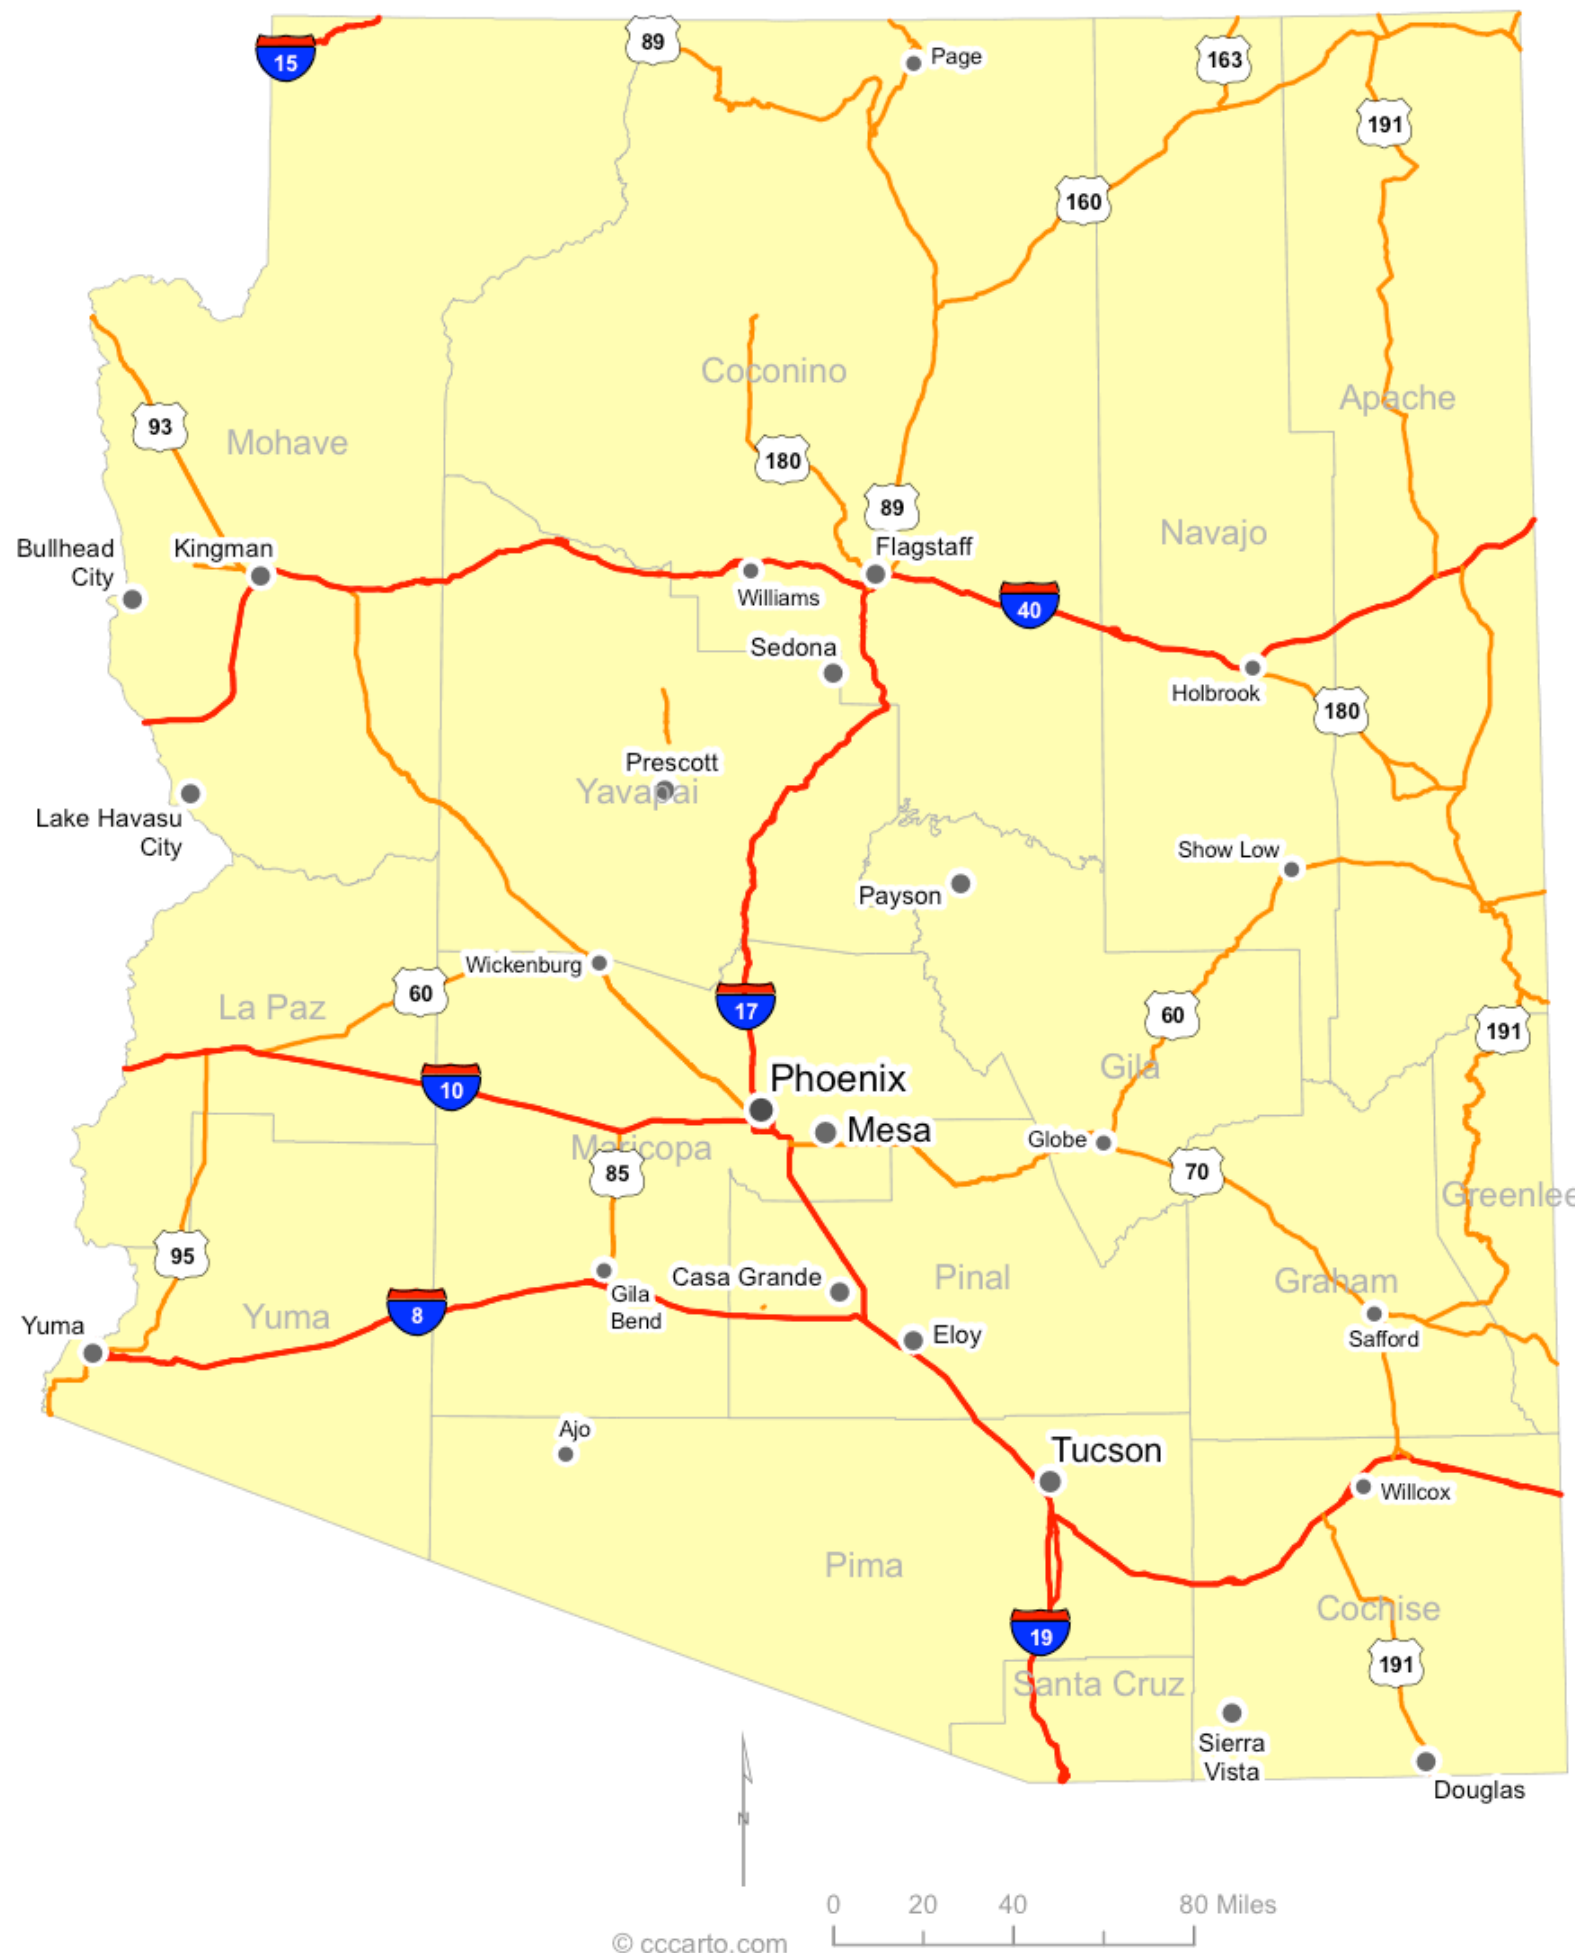 89
Page
163
15
191
160
Coconino
Apache
93
Mohave
180
89
Navajo
Bullhead
City
Kingman
Flagstaff
Williams
40
Sedona
Holbrook
180
Prescott
Yavapai
Lake Havasu
City
Show Low
Payson
Wickenburg
60
La Paz
17
60
191
Gila
10
Phoenix
Mesa
Globe
Maricopa
85
70
Greenlee
95
Casa Grande
Pinal
Graham
Gila
Bend
Yuma
8
Yuma
Eloy
Safford
Ajo
Tucson
Willcox
Pima
Cochise
19
191
Santa Cruz
Sierra
Vista
Douglas
N
0 20 40 80 Miles
© cccarto.com